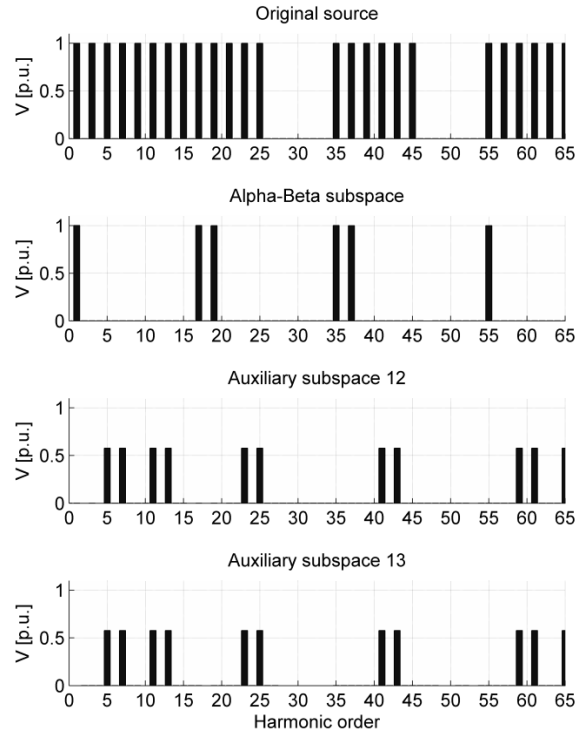 Original source
V [p.u.]
1
0.5
0
0 5 10 15 20 25 30 35 40 45 50 55 60 65
Alpha-Beta subspace
V [p.u.]
1
0.5
0
0 5 10 15 20 25 30 35 40 45 50 55 60 65
Auxiliary subspace 12
V [p.u.]
1
0.5
0
0 5 10 15 20 25 30 35 40 45 50 55 60 65
Auxiliary subspace 13
V [p.u.]
1
0.5
0
0 5 10 15 20 25 30 35 40 45 50 55 60 65
Harmonic order